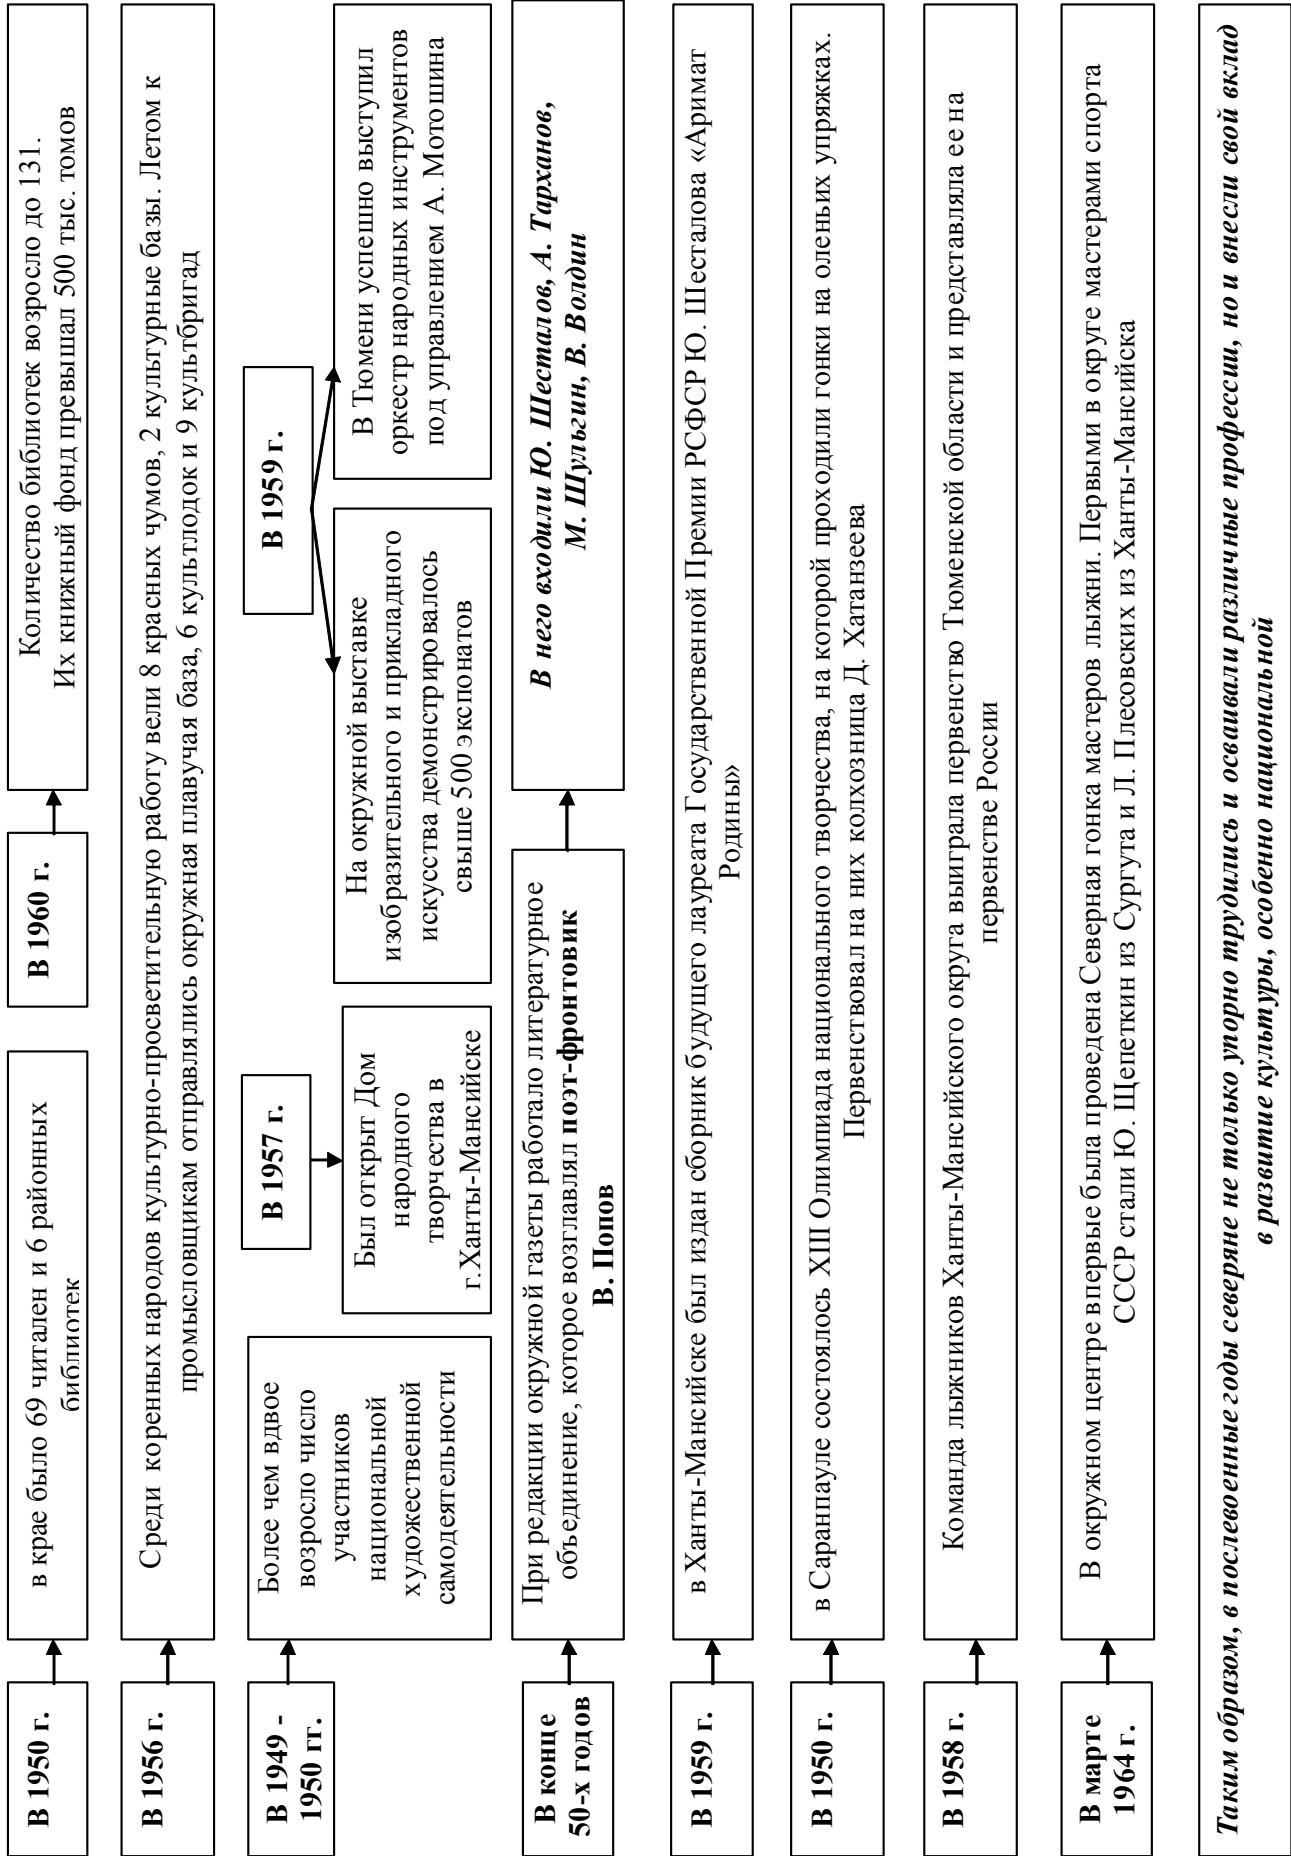 В 1950 г.
в крае было 69 читален и 6 районных
библиотек
В 1960 г.
Количество библиотек возросло до 131.
Их книжный фонд превышал 500 тыс. томов
В 1956 г.
Среди коренных народов культурно-просветительную работу вели 8 красных чумов, 2 культурные базы. Летом к
промысловщикам отправлялись окружная плавучая база, 6 культлодок и 9 культбригад
В 1949 -
1950 гг.
Более чем вдвое
возросло число
участников
национальной
художественной
самодеятельности
В 1957 г.
Был открыт Дом
народного
творчества в
г.Ханты-Мансийске
В 1959 г.
На окружной выставке
изобразительного и прикладного
искусства демонстрировалось
свыше 500 экспонатов
В Тюмени успешно выступил
оркестр народных инструментов
под управлением А. Мотошина
В конце
50-х годов
При редакции окружной газеты работало литературное
объединение, которое возглавлял поэт-фронтовик
В. Попов
В него входили Ю. Шесталов, А. Тарханов,
М. Шульгин, В. Волдин
В 1959 г.
в Ханты-Мансийске был издан сборник будущего лауреата Государственной Премии РСФСР Ю. Шесталова «Аримат
Родины»
В 1950 г.
в Саранпауле состоялось XIII Олимпиада национального творчества, на которой проходили гонки на оленьих упряжках.
Первенствовал на них колхозница Д. Хатанзеева
В 1958 г.
Команда лыжников Ханты-Мансийского округа выиграла первенство Тюменской области и представляла ее на
первенстве России
В марте
1964 г.
В окружном центре впервые была проведена Северная гонка мастеров лыжни. Первыми в округе мастерами спорта
СССР стали Ю. Щепеткин из Сургута и Л. Плесовских из Ханты-Мансийска
Таким образом, в послевоенные годы северяне не только упорно трудились и осваивали различные профессии, но и внесли свой вклад
в развитие культуры, особенно национальной